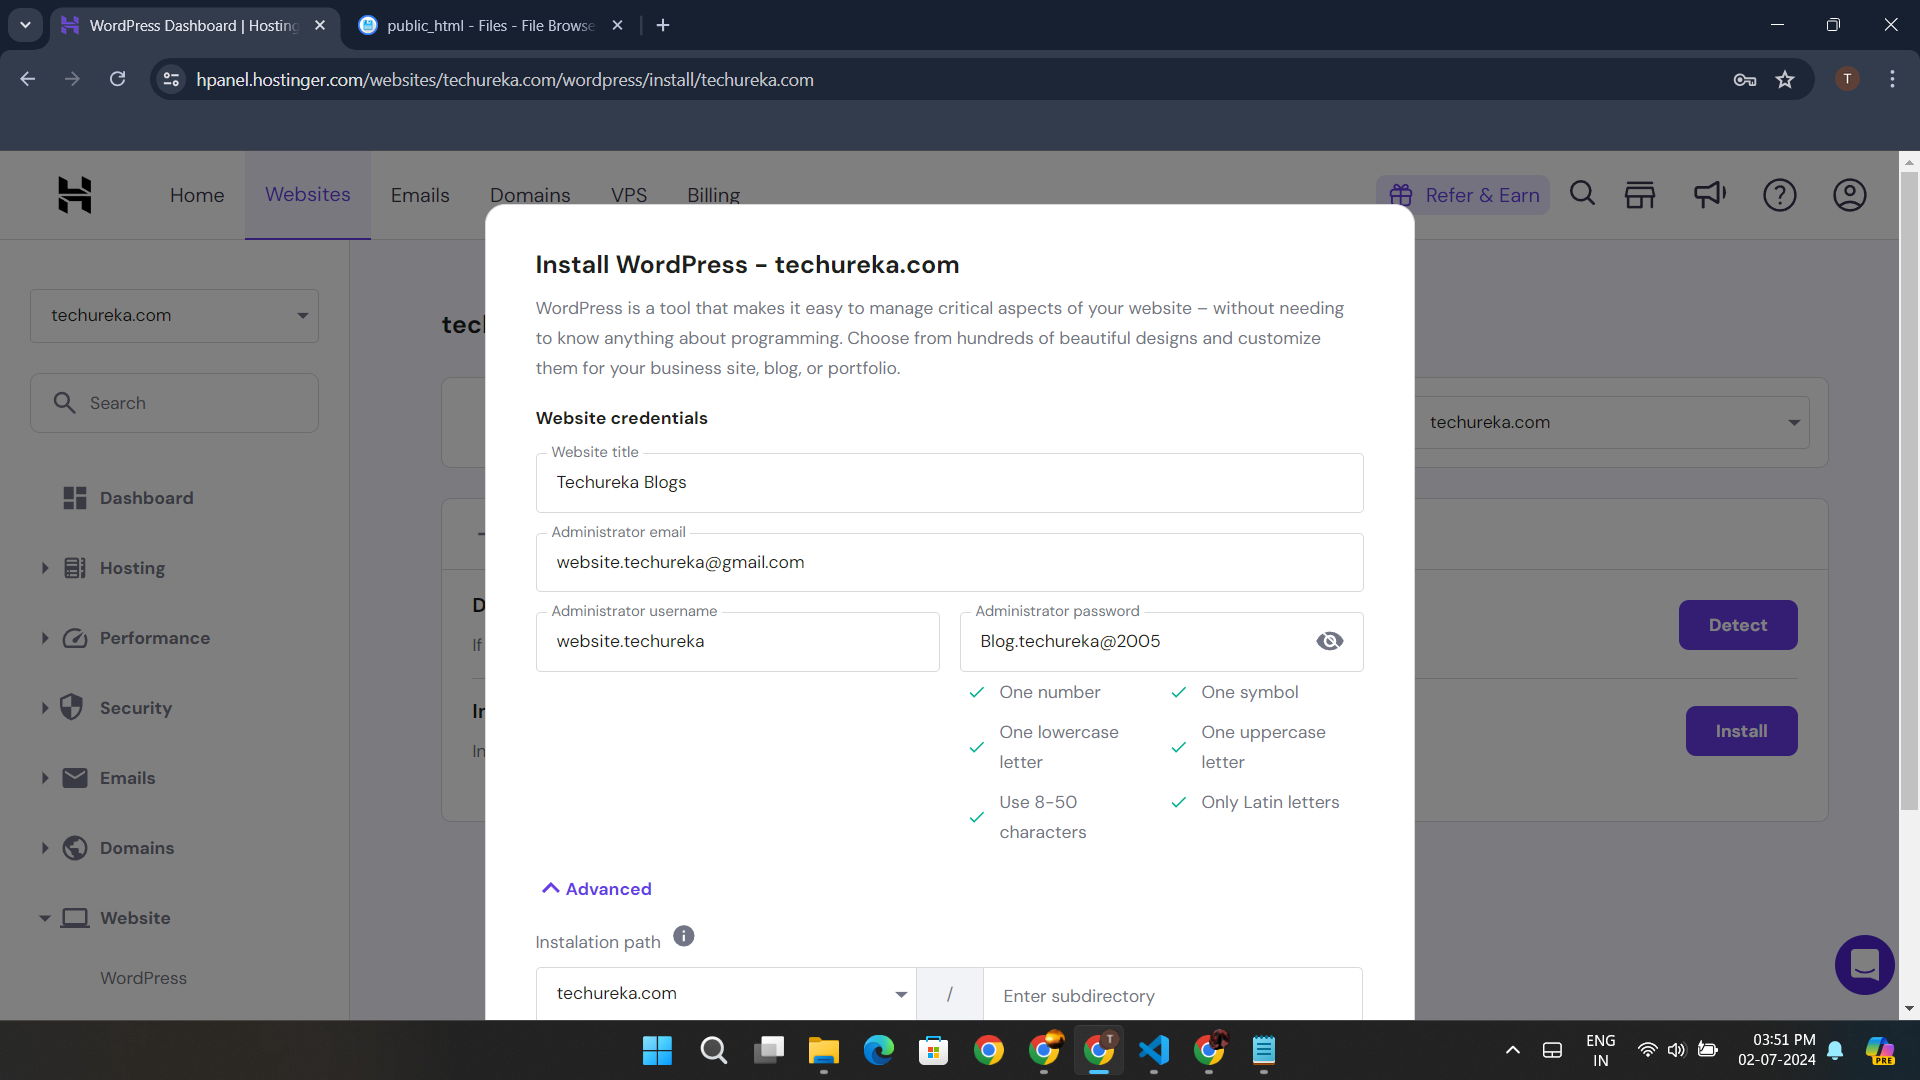 WordPress Dashboard | Hosting
public_html - Files - File Browse
hpanel.hostinger.com/websites/techureka.com/wordpress/install/techureka.com
T
Home
Websites
Emails
Domains
VPS
Billing
Refer & Earn
techureka.com
Search
Dashboard
Hosting
Performance
Security
Emails
Domains
Website
WordPress
tec
techureka.com
D
If
Detect
In
In
Install
Install WordPress - techureka.com
WordPress is a tool that makes it easy to manage critical aspects of your website – without needing
to know anything about programming. Choose from hundreds of beautiful designs and customize
them for your business site, blog, or portfolio.
Website credentials
Website title
Techureka Blogs
Administrator email
website.techureka@gmail.com
Administrator username
website.techureka
Administrator password
Blog.techureka@2005
One number
One symbol
One lowercase
letter
One uppercase
letter
Use 8-50
characters
Only Latin letters
Advanced
Instalation path
techureka.com
/
Enter subdirectory
T
ENG
IN
03:51 PM
02-07-2024
PRE